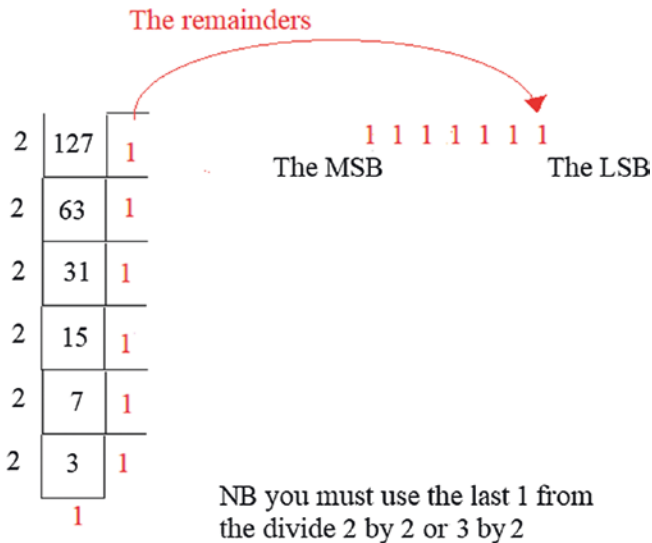 The remainders
1 1 1 1 1 1 1
The MSB The LSB
2 127 1
2 63 1
2 31 1
2 15 1
2 7 1
2 3 1
1
NB you must use the last 1 from
the divide 2 by 2 or 3 by 2